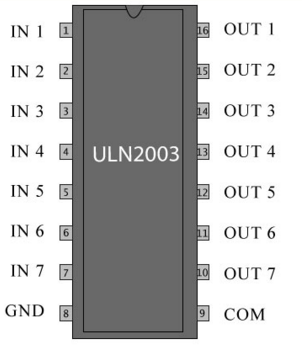 IN 1 1 16 OUT 1
IN 2 2 15 OUT 2
IN 3 3 14 OUT 3
IN 4 4 ULN2003 13 OUT 4
IN 5 5 12 OUT 5
IN 6 6 11 OUT 6
IN 7 7 10 OUT 7
GND 8 9 COM